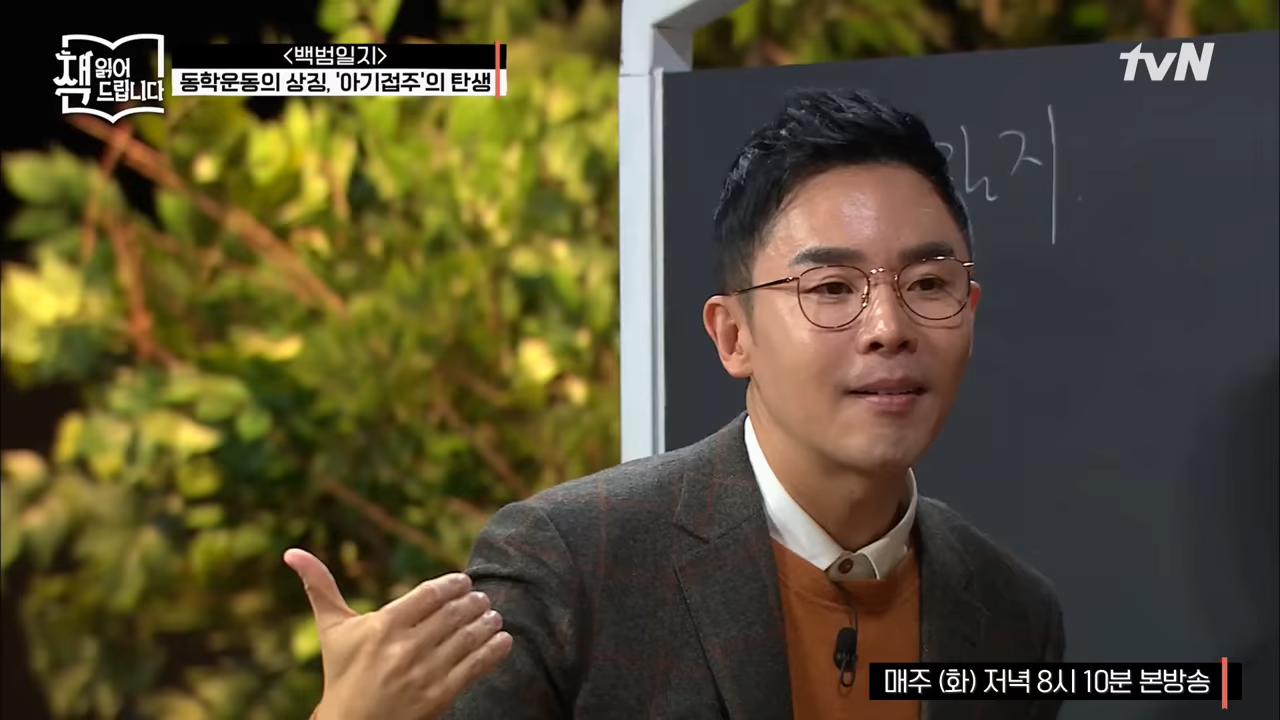 책 읽어
드립니다
<백범일지>
동학운동의 상징, '아기접주'의 탄생
tvN
일지
매주 (화) 저녁 8시 10분 본방송